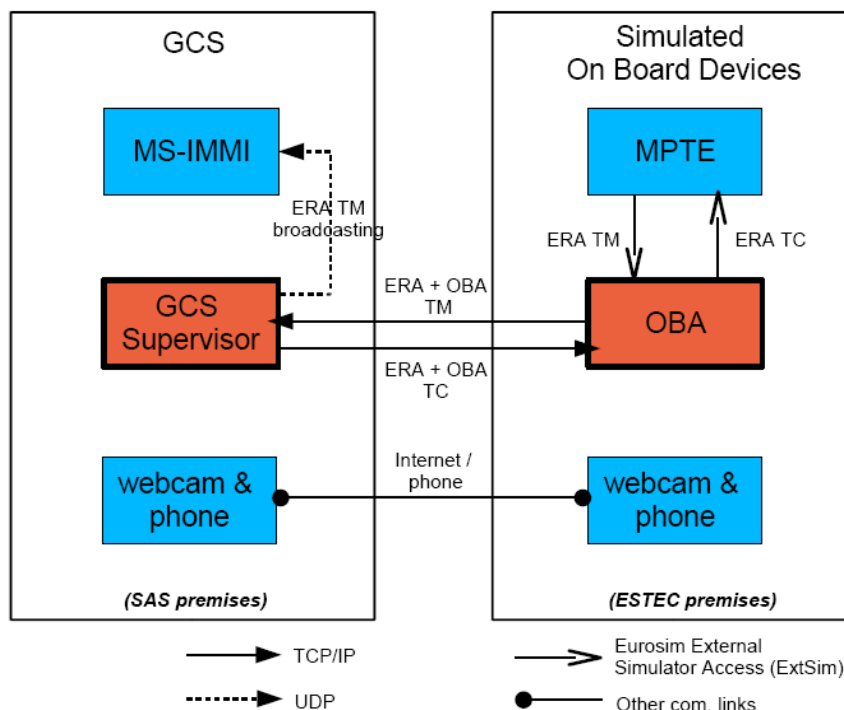 GCS
MS-IMMI
ERA TM
broadcasting
GCS
Supervisor
webcam &
phone
(SAS premises)
ERA + OBA
TM
ERA + OBA
TC
Internet /
phone
Simulated
On Board Devices
MPTE
ERA TM
ERA TC
OBA
webcam &
phone
(ESTEC premises)
TCP/IP
UDP
Eurosim External
Simulator Access (ExtSim)
Other com. links